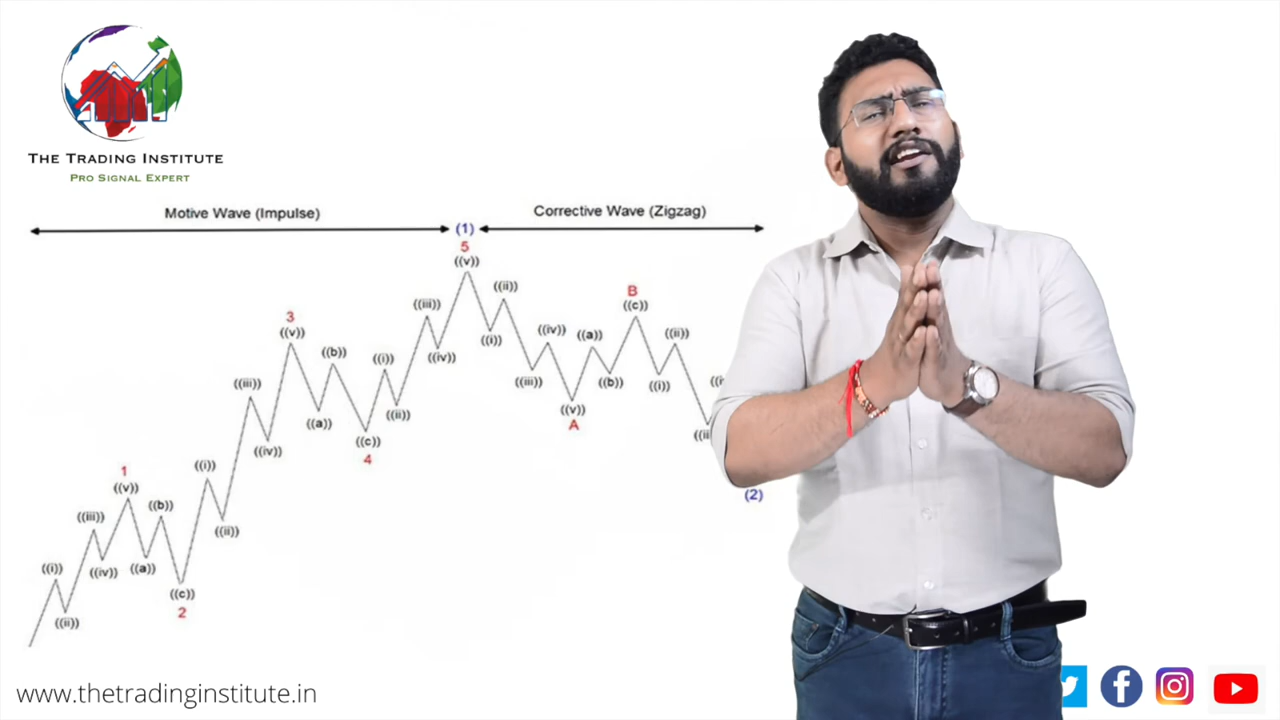 THE TRADING INSTITUTE
PRO SIGNAL EXPERT
Motive Wave (Impulse)
Corrective Wave (Zigzag)
(1)
5
((v))
((ii))
B
((c))
((iii))
3
((v))
((iv))
((a))
((ii))
((i))
((b))
((i))
((iv))
((iii))
((b))
((i))
((iii))
((v))
A
((a))
((ii))
((c))
4
((iv))
1
((v))
((i))
(2)
((b))
((iii))
((ii))
((i))
((iv))
((a))
((c))
2
((ii))
www.thetradinginstitute.in